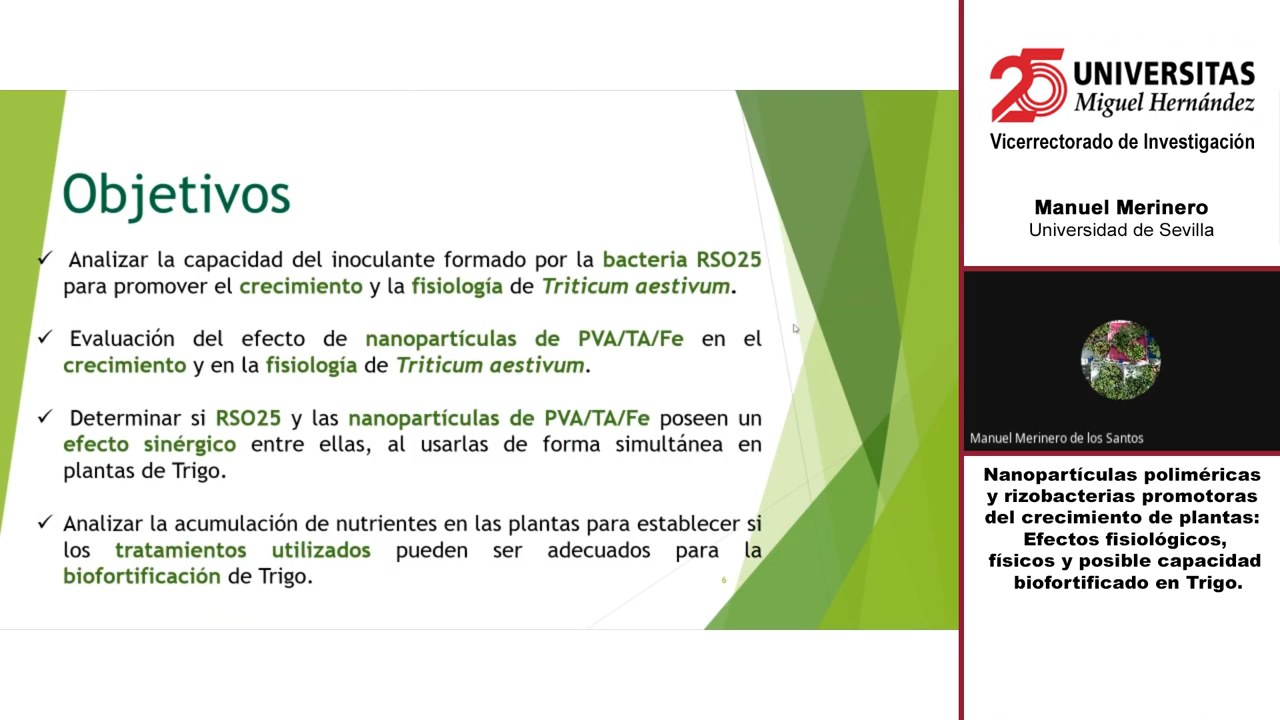 Objetivos
✓ Analizar la capacidad del inoculante formado por la bacteria RSO25
para promover el crecimiento y la fisiología de Triticum aestivum.
✓ Evaluación del efecto de nanopartículas de PVA/TA/Fe en el
crecimiento y en la fisiología de Triticum aestivum.
✓ Determinar si RSO25 y las nanopartículas de PVA/TA/Fe poseen un
efecto sinérgico entre ellas, al usarlas de forma simultánea en
plantas de Trigo.
✓ Analizar la acumulación de nutrientes en las plantas para establecer si
los tratamientos utilizados pueden ser adecuados para la
biofortificación de Trigo.
6
25 UNIVERSITAS
Miguel Hernández
Vicerrectorado de Investigación
Manuel Merinero
Universidad de Sevilla
Manuel Merinero de los Santos
Nanopartículas poliméricas
y rizobacterias promotoras
del crecimiento de plantas:
Efectos fisiológicos,
físicos y posible capacidad
biofortificado en Trigo.